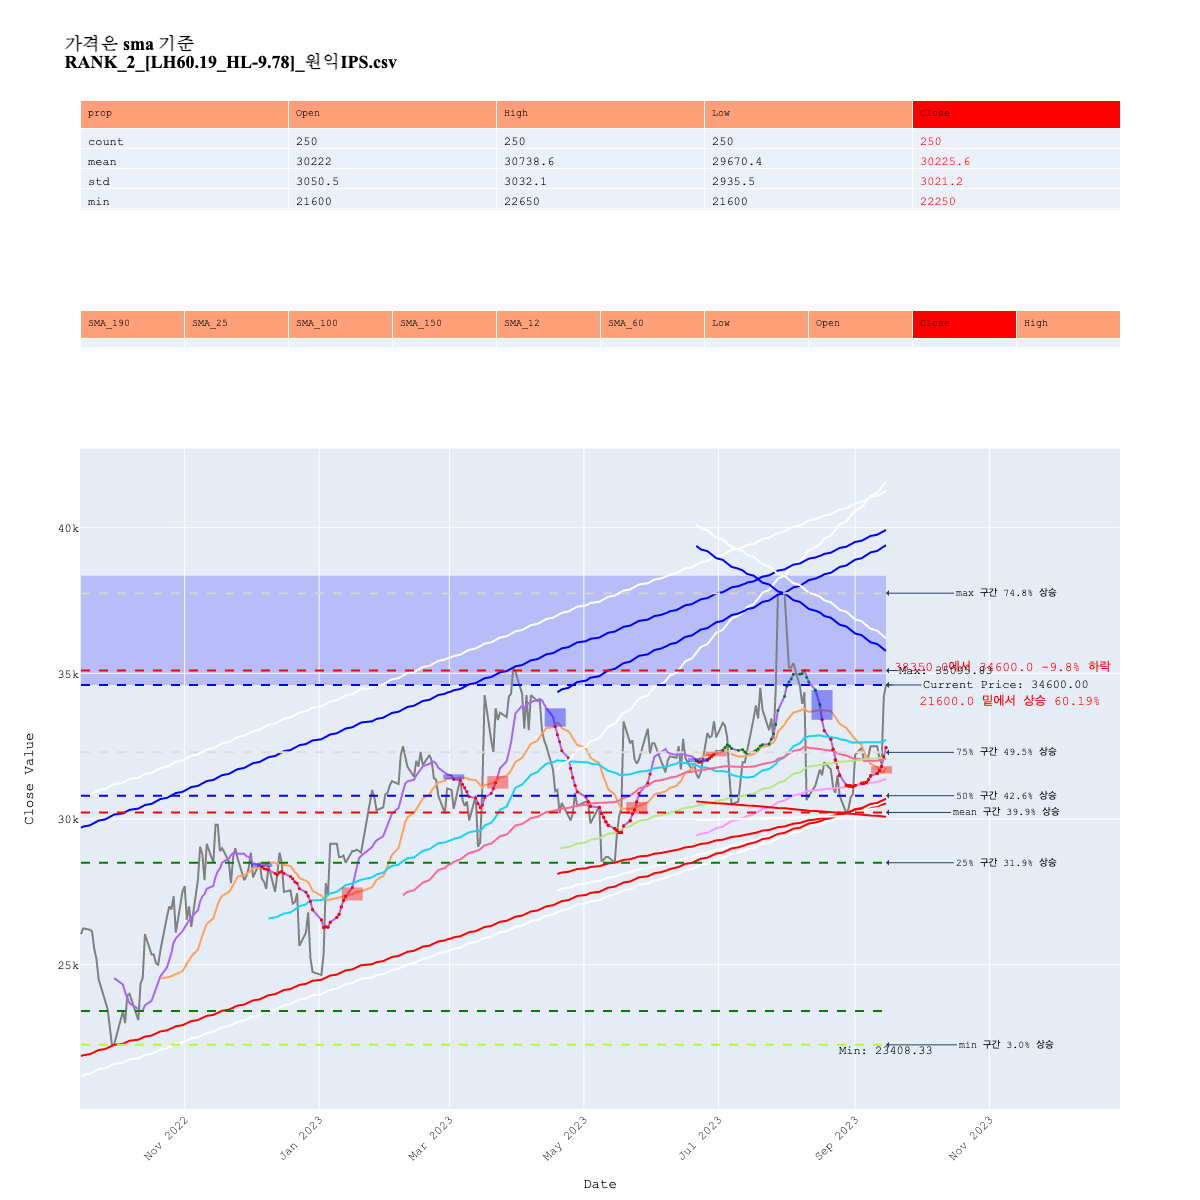 가격은 sma 기준
RANK_2_[LH60.19_HL-9.78]_원익IPS.csv
prop Open High Low Close
count 250 250 250 250
mean 30222 30738.6 29670.4 30225.6
std 3050.5 3032.1 2935.5 3021.2
min 21600 22650 21600 22250
SMA_190 SMA_25 SMA_100 SMA_150 SMA_12 SMA_60 Low Open Close High
40k
max 구간 74.8% 상승
38350.0에서 34600.0 -9.8% 하락
Max: 35095.83
35k
Current Price: 34600.00
21600.0 밑에서 상승 60.19%
75% 구간 49.5% 상승
50% 구간 42.6% 상승
mean 구간 39.9% 상승
30k
25% 구간 31.9% 상승
25k
min 구간 3.0% 상승
Min: 23408.33
Close Value
Nov 2022 Jan 2023 Mar 2023 May 2023 Jul 2023 Sep 2023 Nov 2023
Date